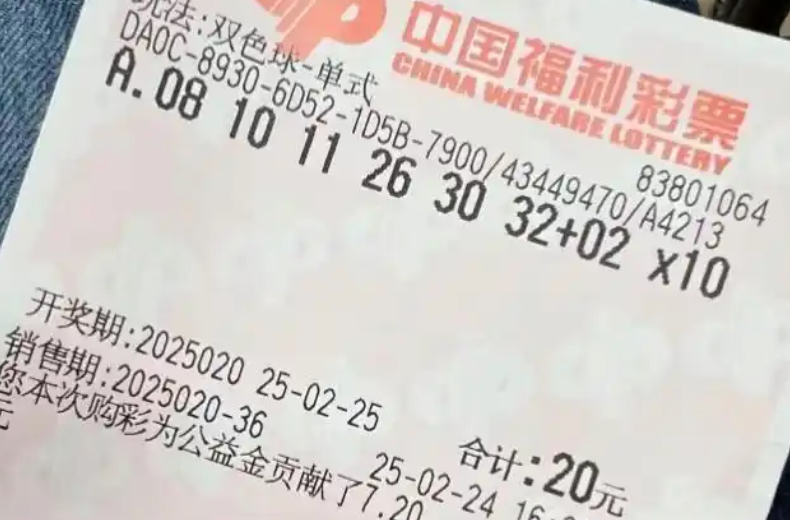 中国福利彩票
CHINA WELFARE LOTTERY
玩法:双色球-单式
83801064
DA0C-8930-6D52-1D5B-7900/43449470/A4213
A.08 10 11 26 30 32+02 x10
开奖期:2025020 25-02-25
销售期:2025020-36
合计:20元
25-02-24 16:
您本次购彩为公益金贡献了7.20
元